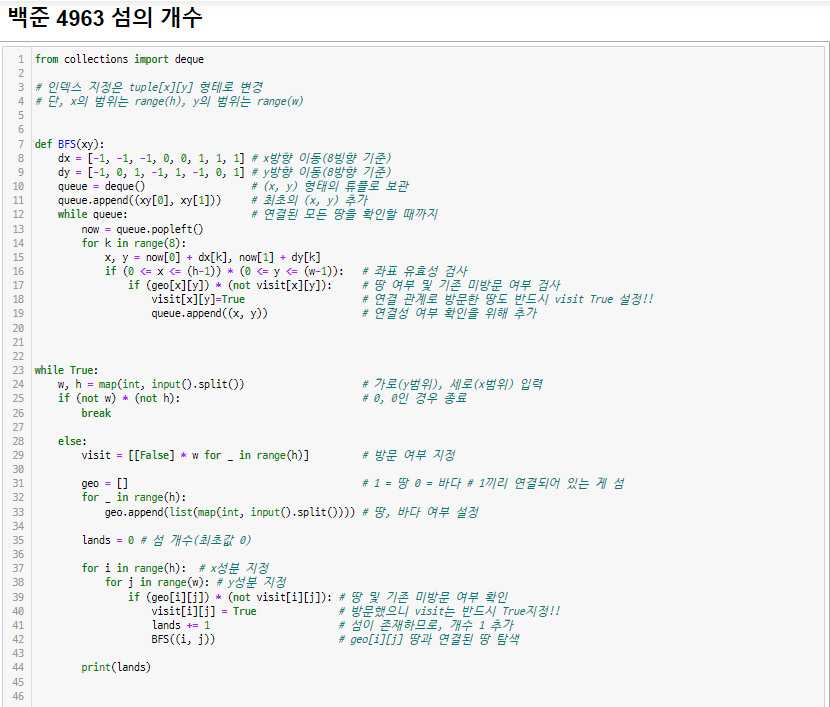 백준 4963 섬의 개수
1 from collections import deque
2
3 # 인덱스 지정은 tuple[x][y] 형태로 변경
4 # 단, x의 범위는 range(h), y의 범위는 range(w)
5
6
7 def BFS(xy):
8 dx = [-1, -1, -1, 0, 0, 1, 1, 1] # x방향 이동(8방향 기준)
9 dy = [-1, 0, 1, -1, 1, -1, 0, 1] # y방향 이동(8방향 기준)
10 queue = deque() # (x, y) 형태의 튜플로 보관
11 queue.append((xy[0], xy[1])) # 최초의 (x, y) 추가
12 while queue: # 연결된 모든 땅을 확인할 때까지
13 now = queue.popleft()
14 for k in range(8):
15 x, y = now[0] + dx[k], now[1] + dy[k]
16 if (0 <= x <= (h-1)) * (0 <= y <= (w-1)): # 좌표 유효성 검사
17 if (geo[x][y]) * (not visit[x][y]): # 땅 여부 및 기존 미방문 여부 검사
18 visit[x][y]=True # 연결 관계로 방문한 땅도 반드시 visit True 설정!!
19 queue.append((x, y)) # 연결성 여부 확인을 위해 추가
20
21
22
23 while True:
24 w, h = map(int, input().split()) # 가로(y범위), 세로(x범위) 입력
25 if (not w) * (not h): # 0, 0인 경우 종료
26 break
27
28 else:
29 visit = [[False] * w for _ in range(h)] # 방문 여부 지정
30
31 geo = [] # 1 = 땅 0 = 바다 # 1끼리 연결되어 있는 게 섬
32 for _ in range(h):
33 geo.append(list(map(int, input().split()))) # 땅, 바다 여부 설정
34
35 lands = 0 # 섬 개수(최초값 0)
36
37 for i in range(h): # x성분 지정
38 for j in range(w): # y성분 지정
39 if (geo[i][j]) * (not visit[i][j]): # 땅 및 기존 미방문 여부 확인
40 visit[i][j] = True # 방문했으니 visit는 반드시 True지정!!
41 lands += 1 # 섬이 존재하므로, 개수 1 추가
42 BFS((i, j)) # geo[i][j] 땅과 연결된 땅 탐색
43
44 print(lands)
45
46